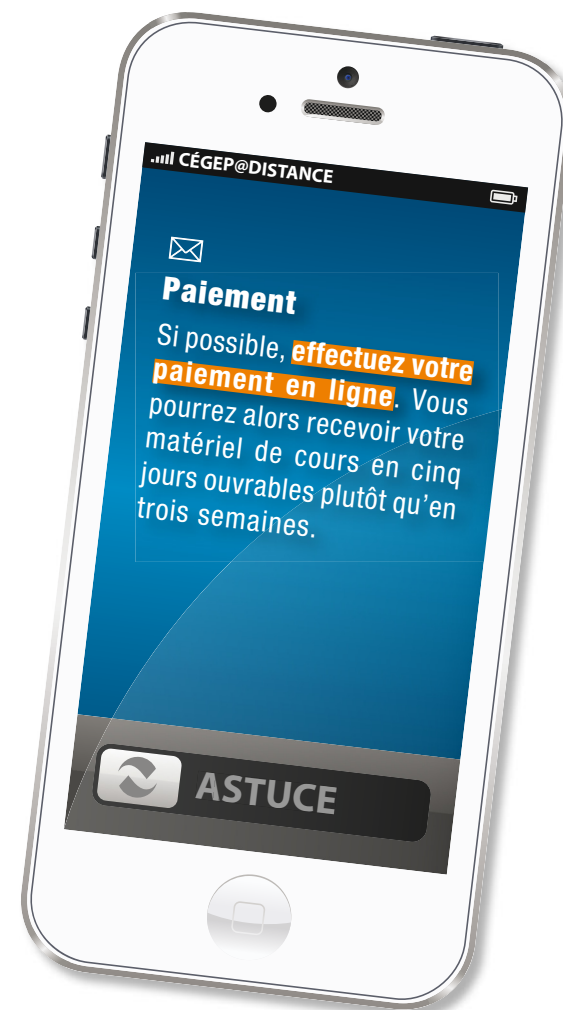 CÉGEP@DISTANCE
Paiement
Si possible, effectuez votre
paiement en ligne. Vous
pourrez alors recevoir votre
matériel de cours en cinq
jours ouvrables plutôt qu'en
trois semaines.
ASTUCE